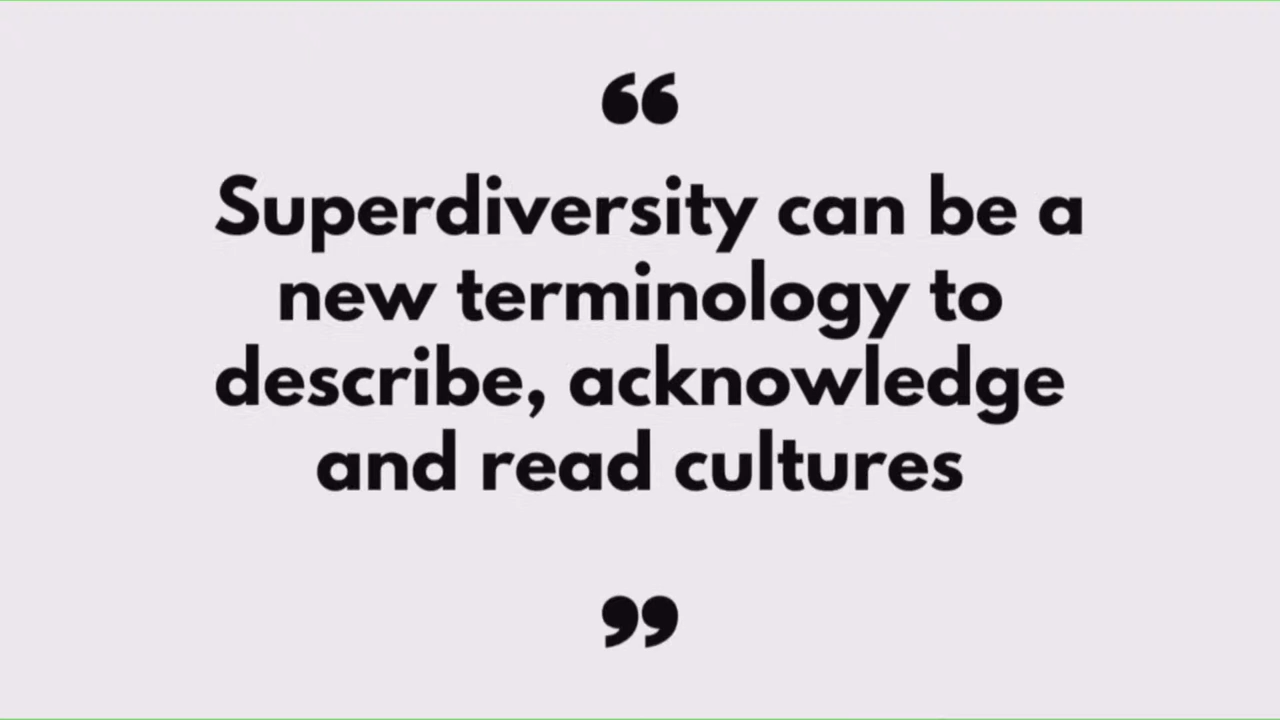 “
Superdiversity can be a
new terminology to
describe, acknowledge
and read cultures
”